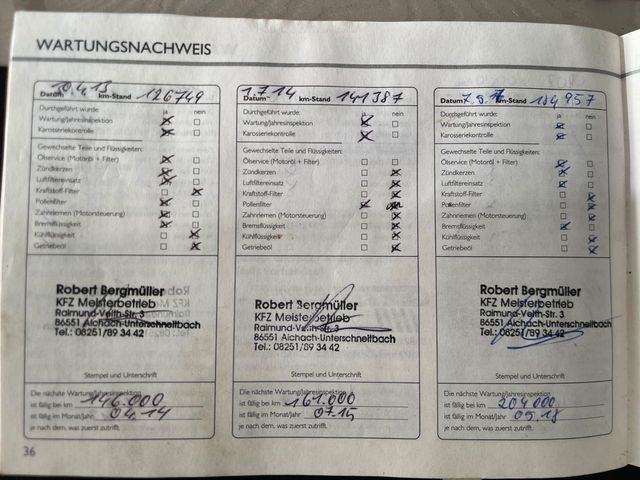 WARTUNGSNACHWEIS
Datum 30.4.13 km-Stand 126749
Durchgeführt wurde: ja nein
Wartung/Jahresinspektion
Karosseriekontrolle
Gewechselte Teile und Flüssigkeiten:
Ölservice (Motoröl + Filter)
Zündkerzen
Luftfiltereinsatz
Kraftstoff-Filter
Pollenfilter
Zahnriemen (Motorsteuerung)
Bremsflüssigkeit
Kühlflüssigkeit
Getriebeöl
Robert Bergmüller
KFZ Meisterbetrieb
Raimund-Veith-Str. 3
86551 Aichach-Unterschneitbach
Tel.: 08251/89 34 42
Stempel und Unterschrift
Die nächste Wartung/Jahresinspektion
ist fällig bei km 146.000
ist fällig im Monat/Jahr 04.14
je nach dem, was zuerst zutrifft.
Datum 1.7.14 km-Stand 141387
Durchgeführt wurde: ja nein
Wartung/Jahresinspektion
Karosseriekontrolle
Gewechselte Teile und Flüssigkeiten:
Ölservice (Motoröl + Filter)
Zündkerzen
Luftfiltereinsatz
Kraftstoff-Filter
Pollenfilter
Zahnriemen (Motorsteuerung)
Bremsflüssigkeit
Kühlflüssigkeit
Getriebeöl
Robert Bergmüller
KFZ Meisterbetrieb
Raimund-Veith-Str. 3
86551 Aichach-Unterschneitbach
Tel.: 08251/89 34 42
Stempel und Unterschrift
Die nächste Wartung/Jahresinspektion
ist fällig bei km 161.000
ist fällig im Monat/Jahr 07.15
je nach dem, was zuerst zutrifft.
Datum km-Stand 184957
Durchgeführt wurde: ja nein
Wartung/Jahresinspektion
Karosseriekontrolle
Gewechselte Teile und Flüssigkeiten:
Ölservice (Motoröl + Filter)
Zündkerzen
Luftfiltereinsatz
Kraftstoff-Filter
Pollenfilter
Zahnriemen (Motorsteuerung)
Bremsflüssigkeit
Kühlflüssigkeit
Getriebeöl
Robert Bergmüller
KFZ Meisterbetrieb
Raimund-Veith-Str. 3
86551 Aichach-Unterschneitbach
Tel.: 08251/89 34 42
Stempel und Unterschrift
Die nächste Wartung/Jahresinspektion
ist fällig bei km 204000
ist fällig im Monat/Jahr 05.18
je nach dem, was zuerst zutrifft.
36